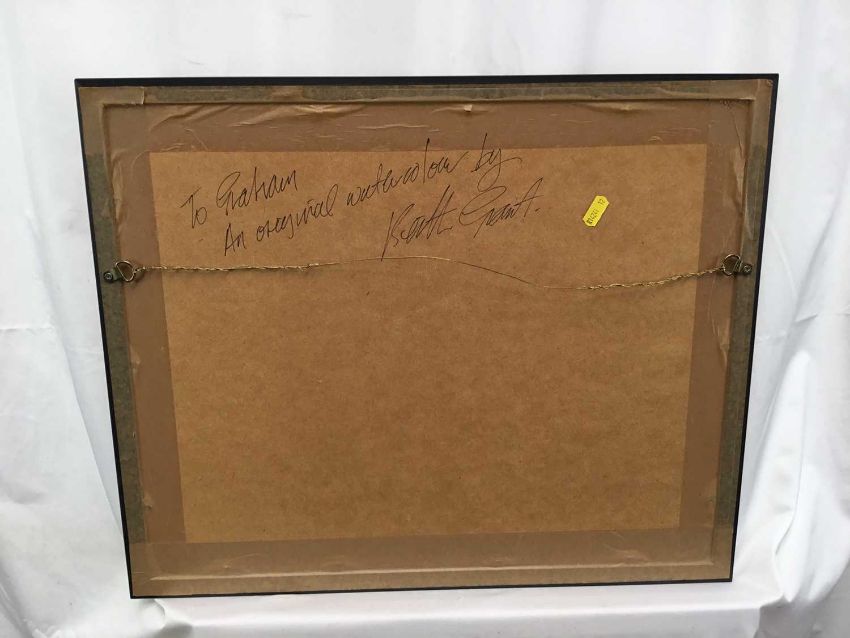 To Graham
An original watercolour by
Keith Grant.